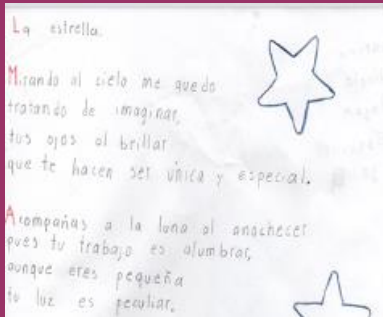 La estrella.
Mirando al cielo me quedo
tratando de imaginar,
tus ojos al brillar
que te hacen ser única y especial.
Acompañas a la luna al anochecer
pues tu trabajo es alumbrar,
aunque eres pequeña
tu luz es peculiar.